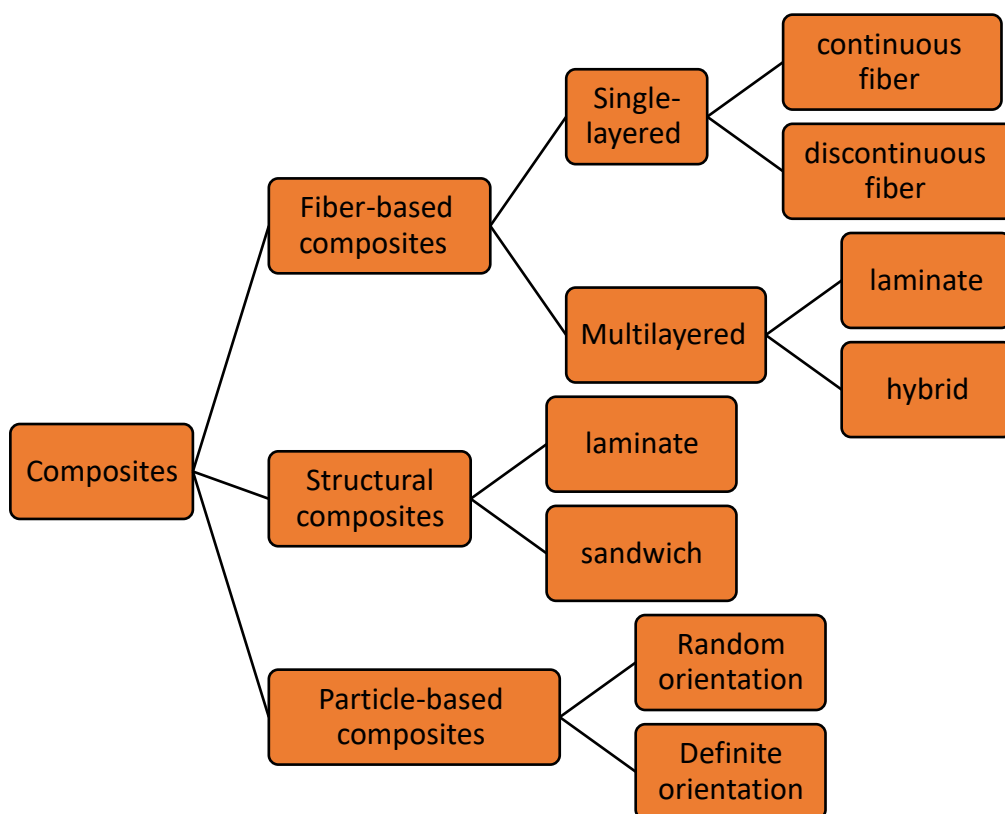 Composites
Fiber-based
composites
Single-
layered
continuous
fiber
discontinuous
fiber
Multilayered
laminate
hybrid
Structural
composites
laminate
sandwich
Particle-based
composites
Random
orientation
Definite
orientation